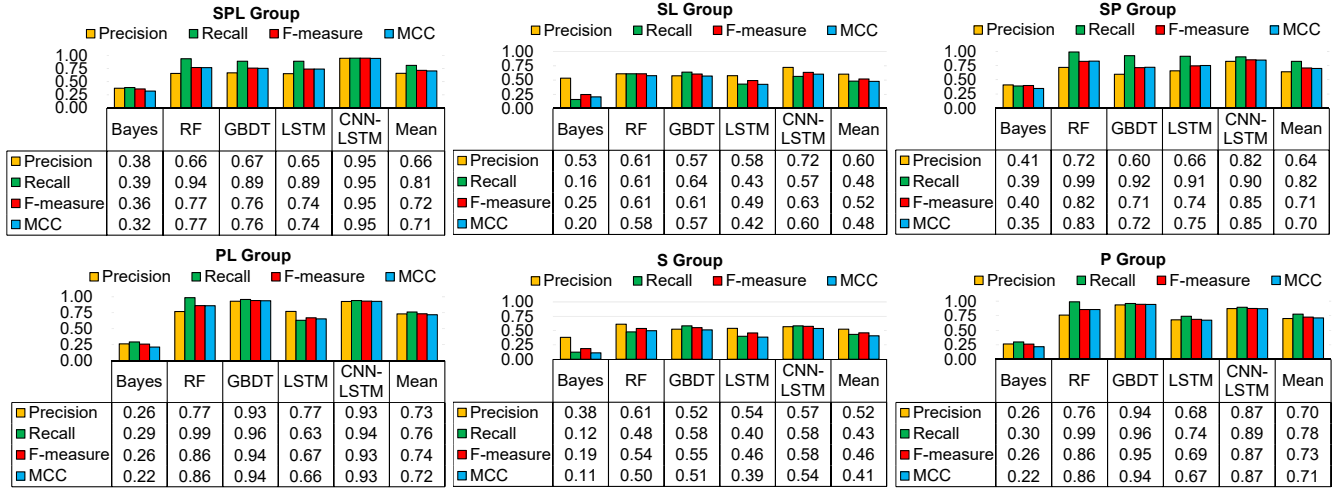 SPL Group
Precision Recall F-measure MCC
1.00
0.75
0.50
0.25
0.00
Bayes RF GBDT LSTM CNN-LSTM Mean
Precision 0.38 0.66 0.67 0.65 0.95 0.66
Recall 0.39 0.94 0.89 0.89 0.95 0.81
F-measure 0.36 0.77 0.76 0.74 0.95 0.72
MCC 0.32 0.77 0.76 0.74 0.95 0.71
SL Group
Precision Recall F-measure MCC
1.00
0.75
0.50
0.25
0.00
Bayes RF GBDT LSTM CNN-LSTM Mean
Precision 0.53 0.61 0.57 0.58 0.72 0.60
Recall 0.16 0.61 0.64 0.43 0.57 0.48
F-measure 0.25 0.61 0.61 0.49 0.63 0.52
MCC 0.20 0.58 0.57 0.42 0.60 0.48
SP Group
Precision Recall F-measure MCC
1.00
0.75
0.50
0.25
0.00
Bayes RF GBDT LSTM CNN-LSTM Mean
Precision 0.41 0.72 0.60 0.66 0.82 0.64
Recall 0.39 0.99 0.92 0.91 0.90 0.82
F-measure 0.40 0.82 0.71 0.74 0.85 0.71
MCC 0.35 0.83 0.72 0.75 0.85 0.70
PL Group
Precision Recall F-measure MCC
1.00
0.75
0.50
0.25
0.00
Bayes RF GBDT LSTM CNN-LSTM Mean
Precision 0.26 0.77 0.93 0.77 0.93 0.73
Recall 0.29 0.99 0.96 0.63 0.94 0.76
F-measure 0.26 0.86 0.94 0.67 0.93 0.74
MCC 0.22 0.86 0.94 0.66 0.93 0.72
S Group
Precision Recall F-measure MCC
1.00
0.75
0.50
0.25
0.00
Bayes RF GBDT LSTM CNN-LSTM Mean
Precision 0.38 0.61 0.52 0.54 0.57 0.52
Recall 0.12 0.48 0.58 0.40 0.58 0.43
F-measure 0.19 0.54 0.55 0.46 0.58 0.46
MCC 0.11 0.50 0.51 0.39 0.54 0.41
P Group
Precision Recall F-measure MCC
1.00
0.75
0.50
0.25
0.00
Bayes RF GBDT LSTM CNN-LSTM Mean
Precision 0.26 0.76 0.94 0.68 0.87 0.70
Recall 0.30 0.99 0.96 0.74 0.89 0.78
F-measure 0.26 0.86 0.95 0.69 0.87 0.73
MCC 0.22 0.86 0.94 0.67 0.87 0.71